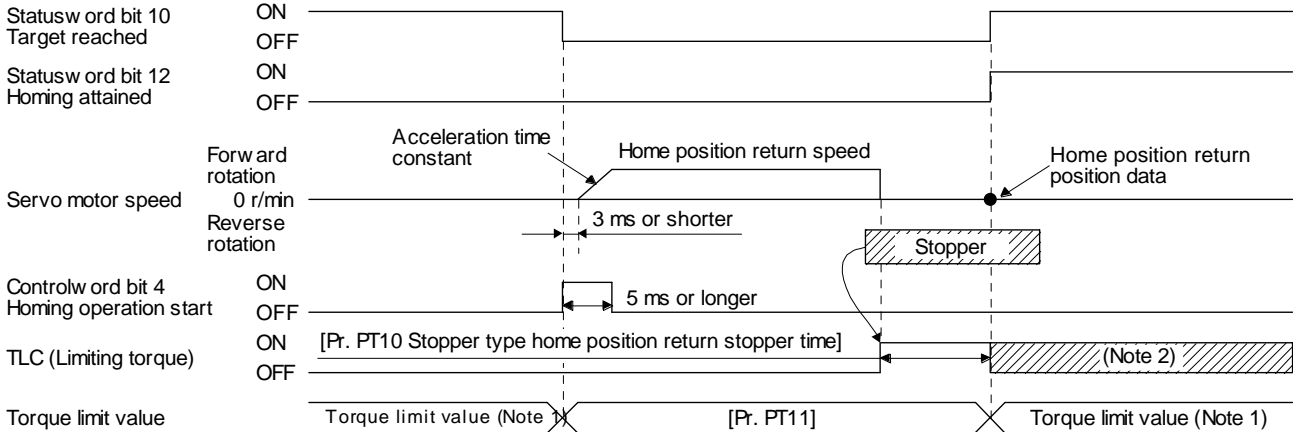 Statusw ord bit 10
Target reached
ON
OFF
Statusw ord bit 12
Homing attained
ON
OFF
Servo motor speed
Forw ard
rotation
0 r/min
Reverse
rotation
Acceleration time
constant
Home position return speed
Home position return
position data
3 ms or shorter
Stopper
Controlw ord bit 4
Homing operation start
ON
OFF
5 ms or longer
TLC (Limiting torque)
ON
OFF
[Pr. PT10 Stopper type home position return stopper time]
(Note 2)
Torque limit value
Torque limit value (Note 1)
[Pr. PT11]
Torque limit value (Note 1)